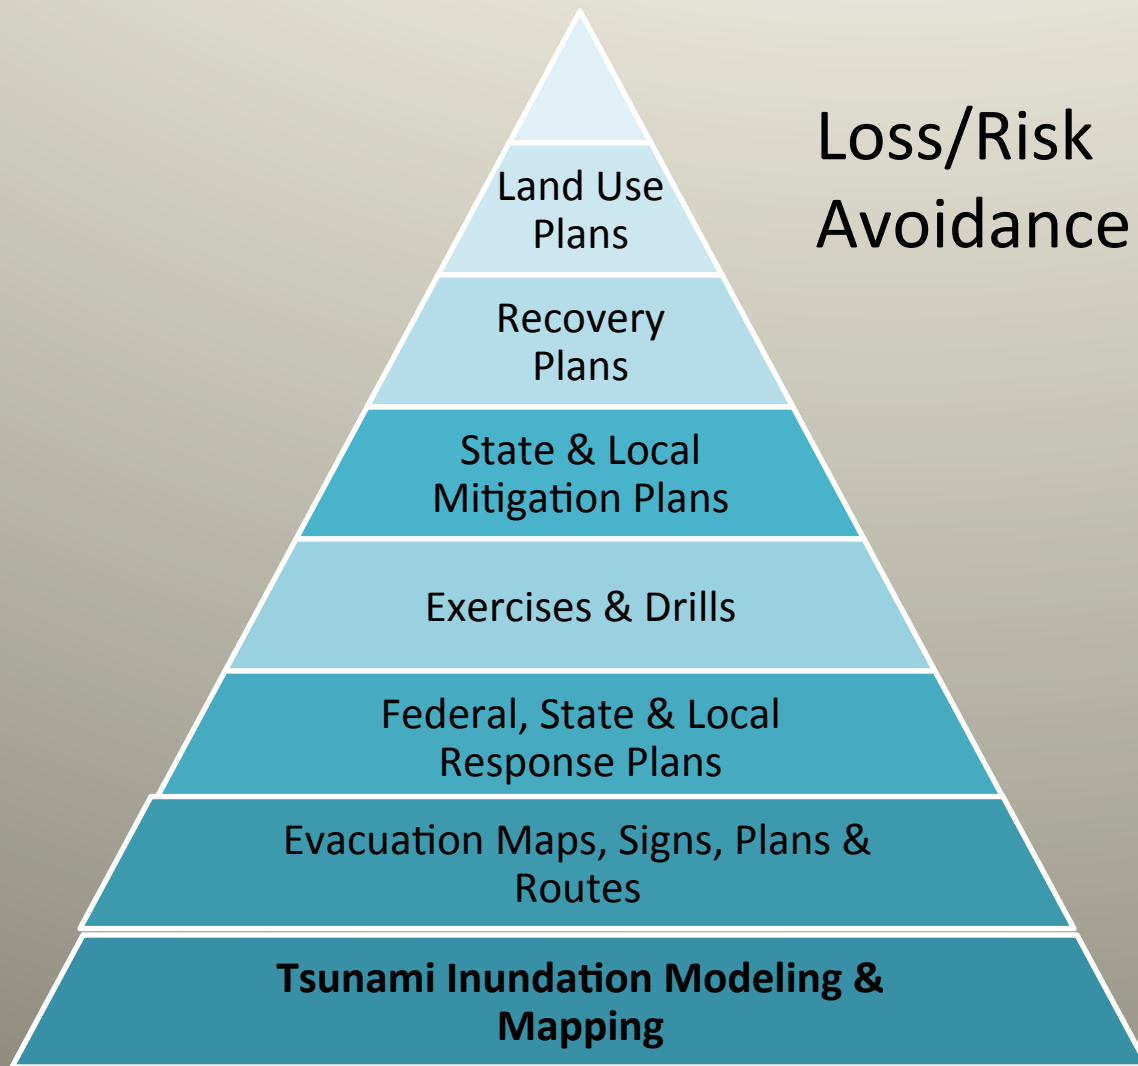 Loss/Risk
Avoidance
Land Use
Plans
Recovery
Plans
State & Local
Mitigation Plans
Exercises & Drills
Federal, State & Local
Response Plans
Evacuation Maps, Signs, Plans &
Routes
Tsunami Inundation Modeling &
Mapping